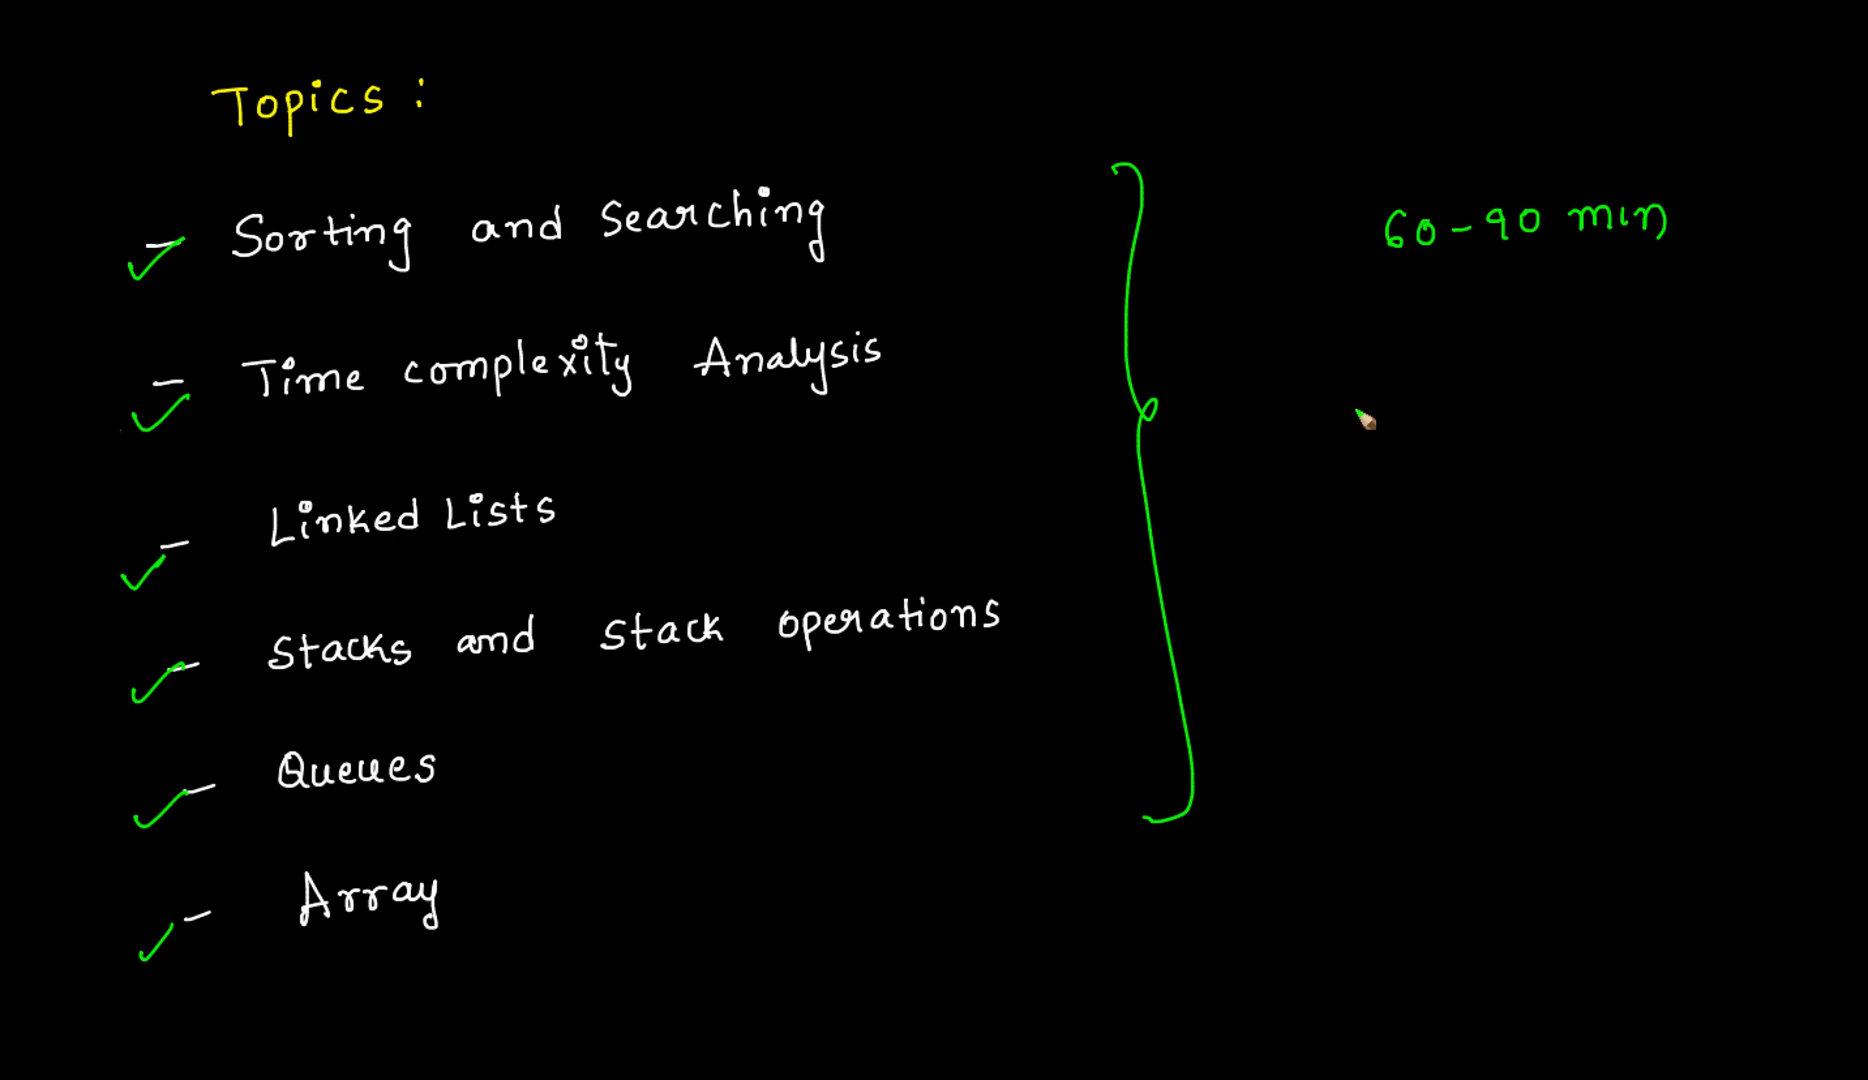 Topics :
- Sorting and Searching
60-90 min
- Time complexity Analysis
- Linked Lists
- Stacks and Stack operations
- Queues
- Array